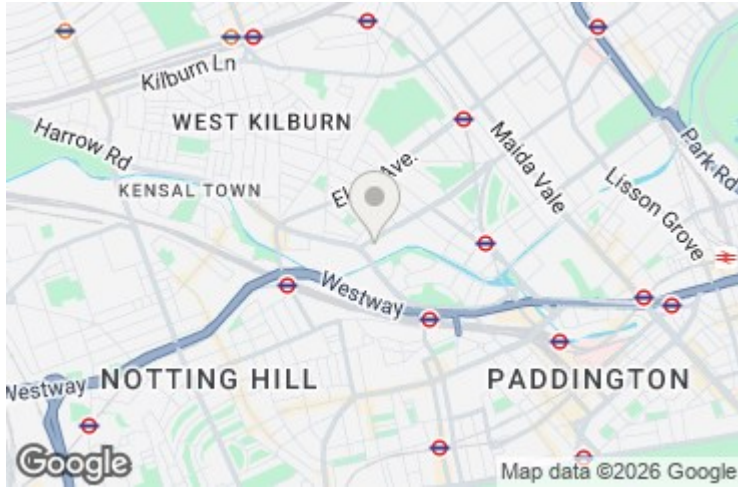 Kilburn Ln
WEST KILBURN
Harrow Rd
Maida Vale
Park Rd
KENSAL TOWN
Ave.
Lisson Grove
Westway
Westway
NOTTING HILL
PADDINGTON
Google
Map data ©2026 Google